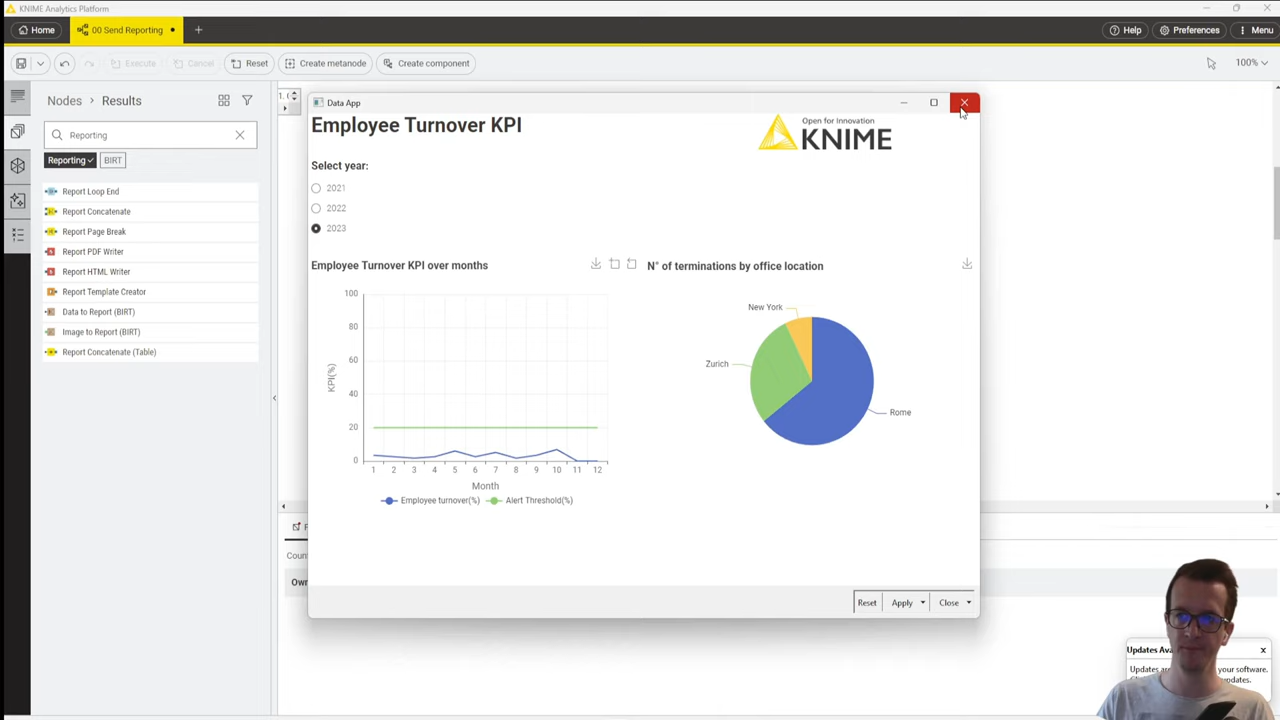 KNIME Analytics Platform
Home
00 Send Reporting
Help
Preferences
Menu
Execute
Cancel
Reset
Create metanode
Create component
100%
Nodes > Results
Reporting
Reporting
BIRT
Report Loop End
Report Concatenate
Report Page Break
Report PDF Writer
Report HTML Writer
Report Template Creator
Data to Report (BIRT)
Image to Report (BIRT)
Report Concatenate (Table)
Data App
Employee Turnover KPI
Open for Innovation
KNIME
Select year:
2021
2022
2023
Employee Turnover KPI over months
100
80
60
40
20
0
KPI(%)
1 2 3 4 5 6 7 8 9 10 11 12
Month
Employee turnover(%) Alert Threshold(%)
N° of terminations by office location
New York
Zurich
Rome
Reset
Apply
Close
Updates are
your software.
updates.